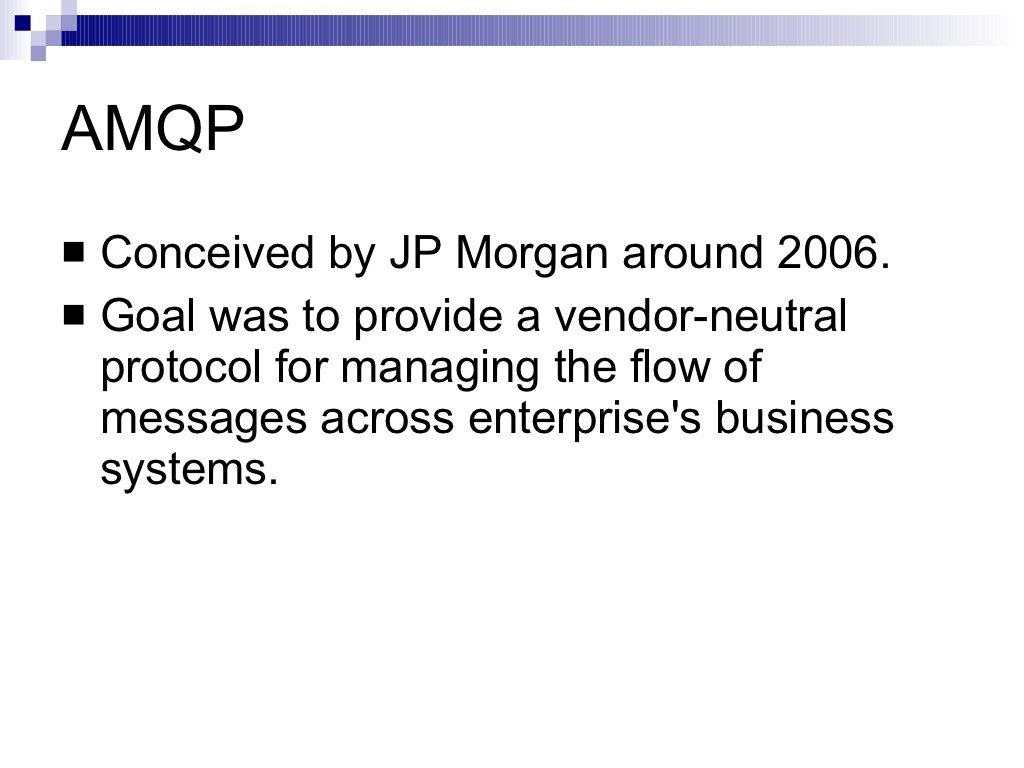 AMQP
Conceived by JP Morgan around 2006.
Goal was to provide a vendor-neutral
protocol for managing the flow of
messages across enterprise's business
systems.